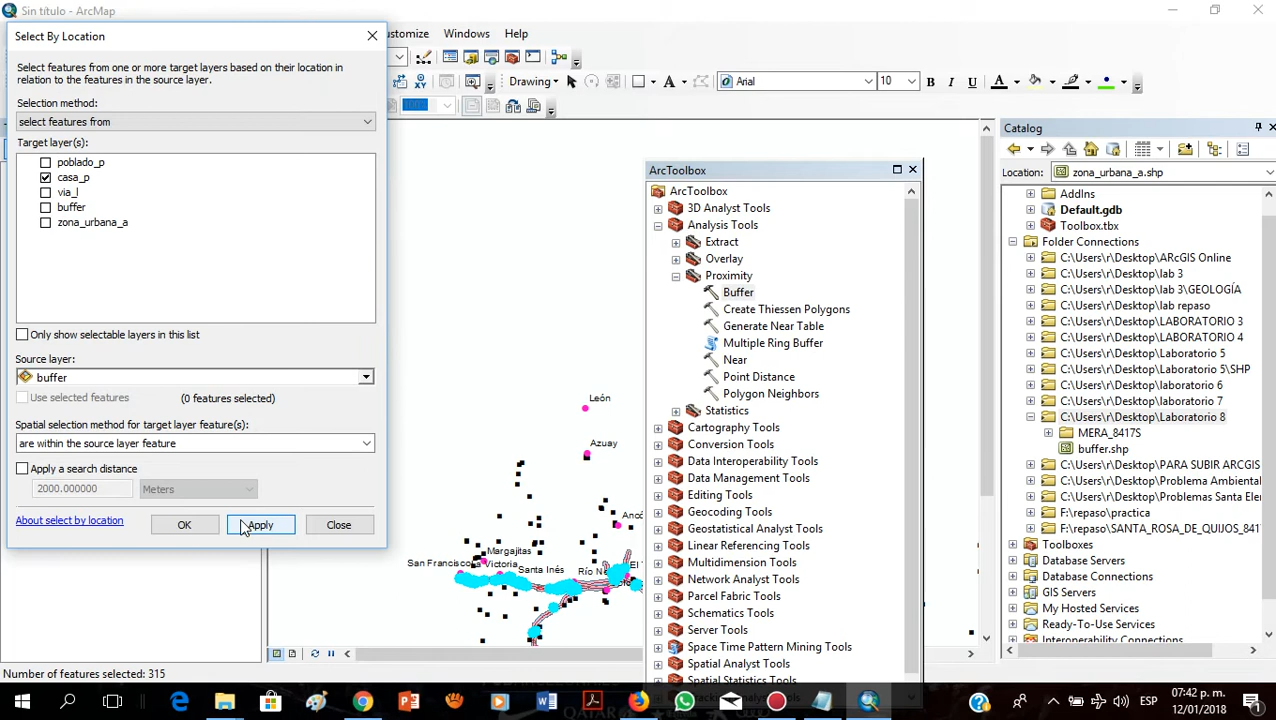 Sin título - ArcMap
Select By Location
Select features from one or more target layers based on their location in
relation to the features in the source layer.
Selection method:
select features from
Target layer(s):
poblado_p
casa_p
via_l
buffer
zona_urbana_a
Only show selectable layers in this list
Source layer:
buffer
Use selected features
(0 features selected)
Spatial selection method for target layer feature(s):
are within the source layer feature
Apply a search distance
2000.000000
Meters
About select by location
OK
Apply
Close
Number of features selected: 315
Customize
Windows
Help
Drawing
Arial
10
B
I
U
A
León
Azuay
Margajitas
San Francisco
Victoria
Santa Inés
ArcToolbox
ArcToolbox
3D Analyst Tools
Analysis Tools
Extract
Overlay
Proximity
Buffer
Create Thiessen Polygons
Generate Near Table
Multiple Ring Buffer
Near
Point Distance
Polygon Neighbors
Statistics
Cartography Tools
Conversion Tools
Data Interoperability Tools
Data Management Tools
Editing Tools
Geocoding Tools
Geostatistical Analyst Tools
Linear Referencing Tools
Multidimension Tools
Network Analyst Tools
Parcel Fabric Tools
Schematics Tools
Server Tools
Space Time Pattern Mining Tools
Spatial Analyst Tools
Catalog
Location:
zona_urbana_a.shp
AddIns
Default.gdb
Toolbox.tbx
Folder Connections
C:\Users\r\Desktop\ARcGIS Online
C:\Users\r\Desktop\lab 3
C:\Users\r\Desktop\lab 3\GEOLOGÍA
C:\Users\r\Desktop\lab repaso
C:\Users\r\Desktop\LABORATORIO 3
C:\Users\r\Desktop\LABORATORIO 4
C:\Users\r\Desktop\Laboratorio 5
C:\Users\r\Desktop\Laboratorio 5\SHP
C:\Users\r\Desktop\laboratorio 6
C:\Users\r\Desktop\laboratorio 7
C:\Users\r\Desktop\Laboratorio 8
MERA_8417S
buffer.shp
C:\Users\r\Desktop\PARA SUBIR ARCGIS
C:\Users\r\Desktop\Problema Ambiental
C:\Users\r\Desktop\Problemas Santa Ele
F:\repaso\practica
F:\repaso\SANTA_ROSA_DE_QUIJOS_841
Toolboxes
Database Servers
Database Connections
GIS Servers
My Hosted Services
Ready-To-Use Services
Interoperability Connections
ESP
07:42 p. m.
12/01/2018